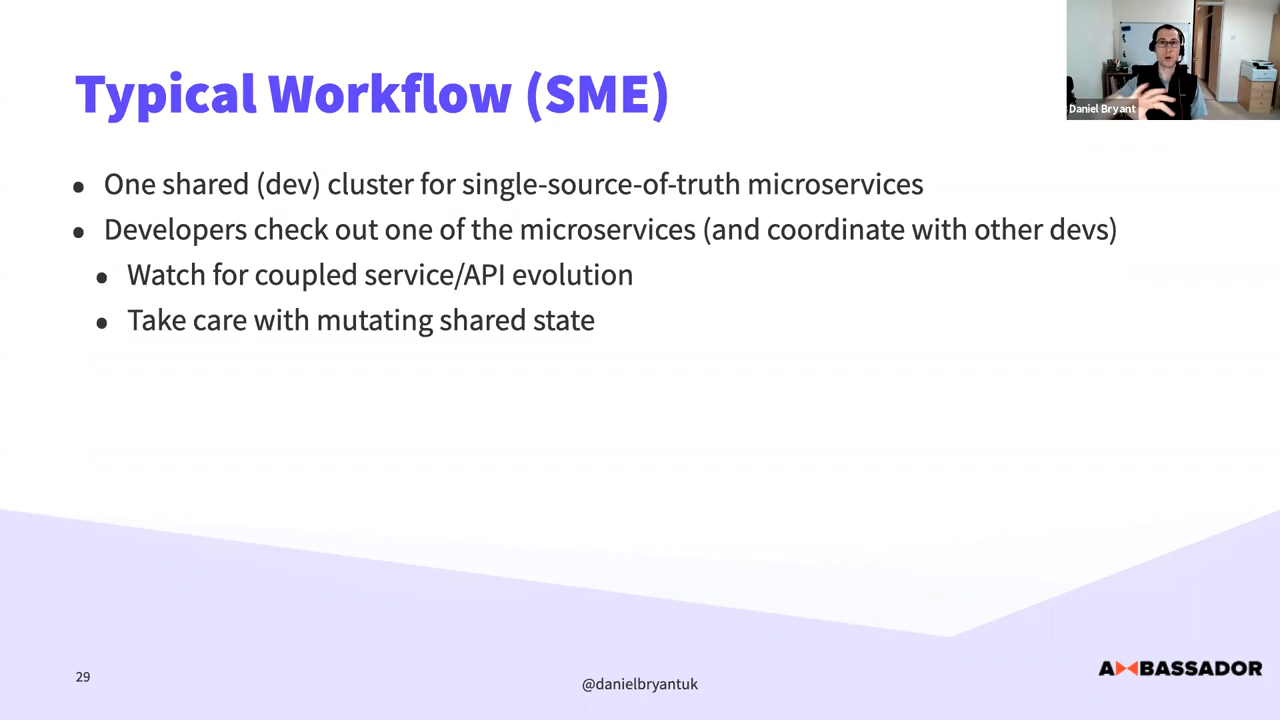 Typical Workflow (SME)
Daniel Bryant
• One shared (dev) cluster for single-source-of-truth microservices
• Developers check out one of the microservices (and coordinate with other devs)
• Watch for coupled service/API evolution
• Take care with mutating shared state
29
@danielbryantuk
AMBASSADOR